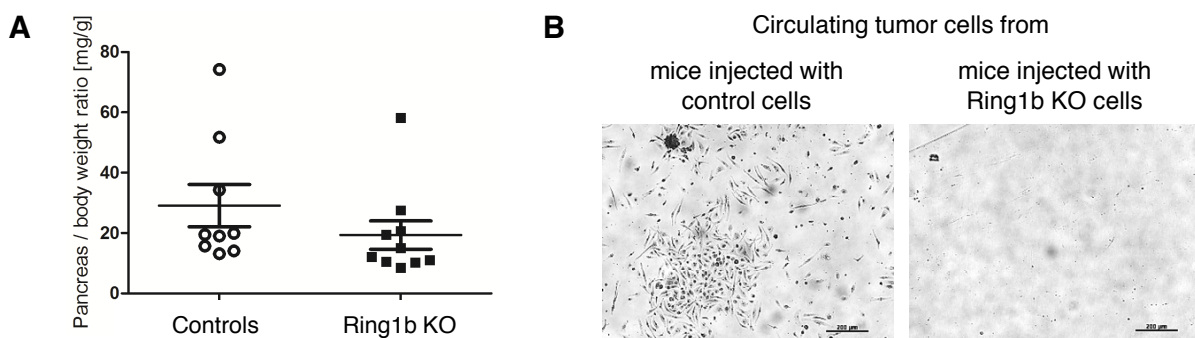 A
Pancreas / body weight ratio [mg/g]
80
60
40
20
0
Controls
Ring1b KO
B
Circulating tumor cells from
mice injected with
control cells
mice injected with
Ring1b KO cells
200 µm
200 µm